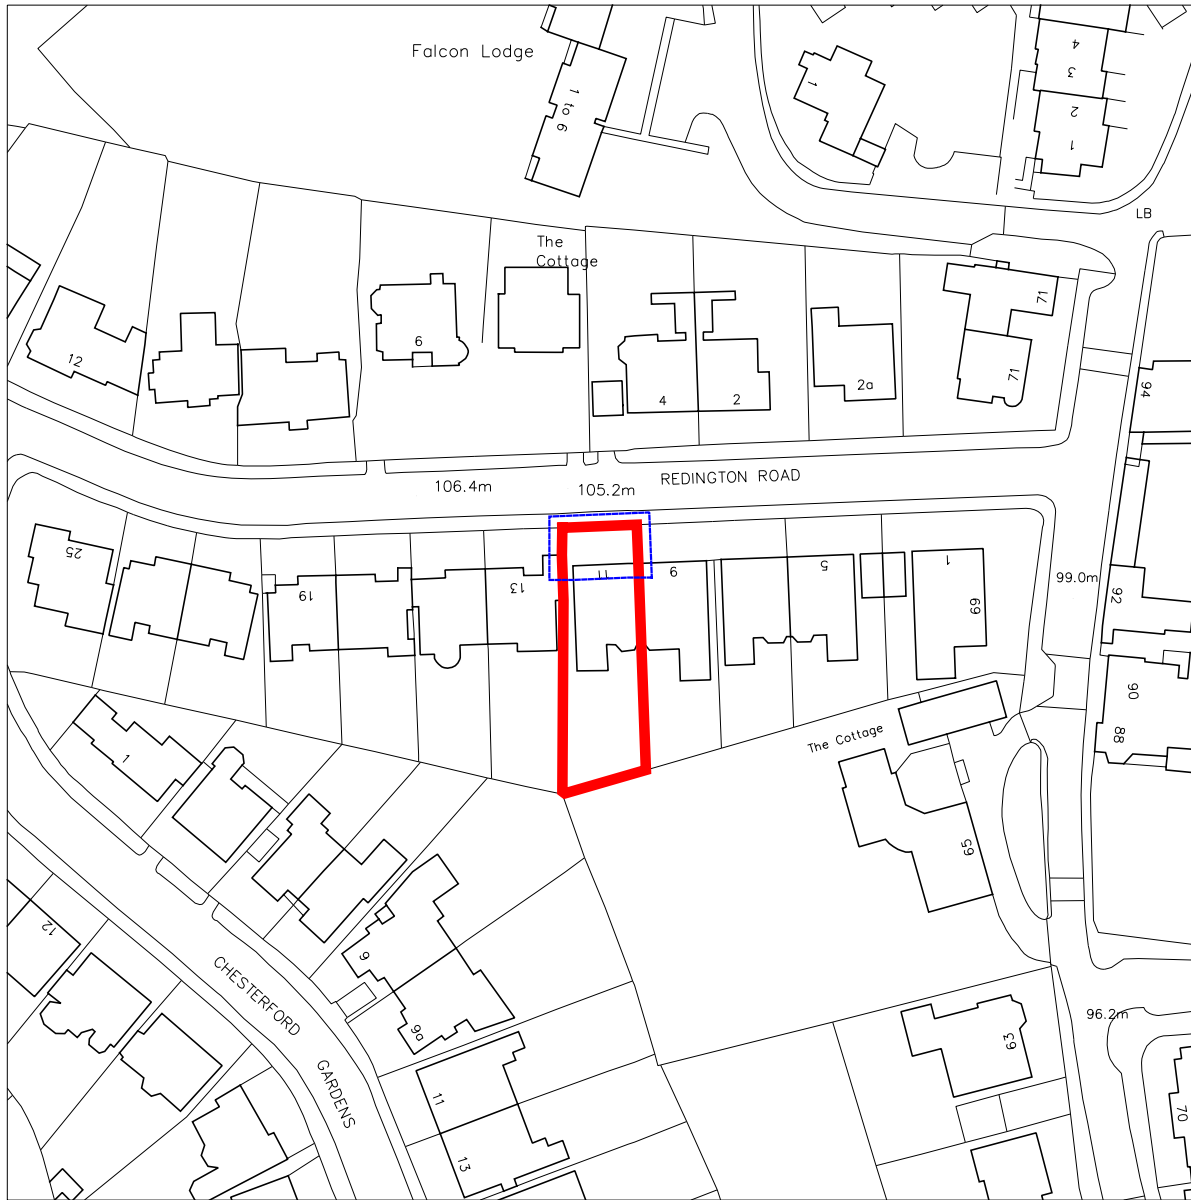 Falcon Lodge
1 to 6
1
4
3
2
1
LB
The
Cottage
12
6
4
2
2a
71
71
94
106.4m
105.2m
REDINGTON ROAD
25
19
13
11
9
5
1
69
99.0m
92
90
88
The Cottage
65
1
9
9a
12
CHESTERFORD
GARDENS
11
13
63
96.2m
70